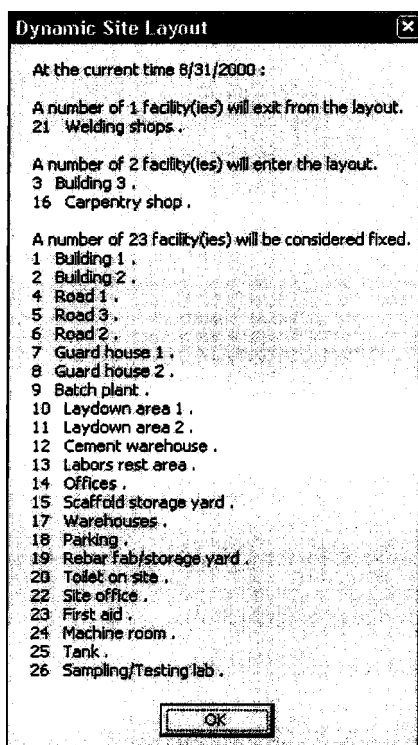 Dynamic Site Layout
At the current time 8/31/2000 :
A number of 1 facility(ies) will exit from the layout.
21 Welding shops .
A number of 2 facility(ies) will enter the layout.
3 Building 3 .
16 Carpentry shop .
A number of 23 facility(ies) will be considered fixed.
1 Building 1 .
2 Building 2 .
4 Road 1 .
5 Road 3 .
6 Road 2 .
7 Guard house 1 .
8 Guard house 2 .
9 Batch plant .
10 Laydown area 1 .
11 Laydown area 2 .
12 Cement warehouse .
13 Labors rest area .
14 Offices .
15 Scaffold storage yard .
17 Warehouses .
18 Parking .
19 Rebar fab/storage yard .
20 Toilet on site .
22 Site office .
23 First aid .
24 Machine room .
25 Tank .
26 Sampling/Testing lab .
OK